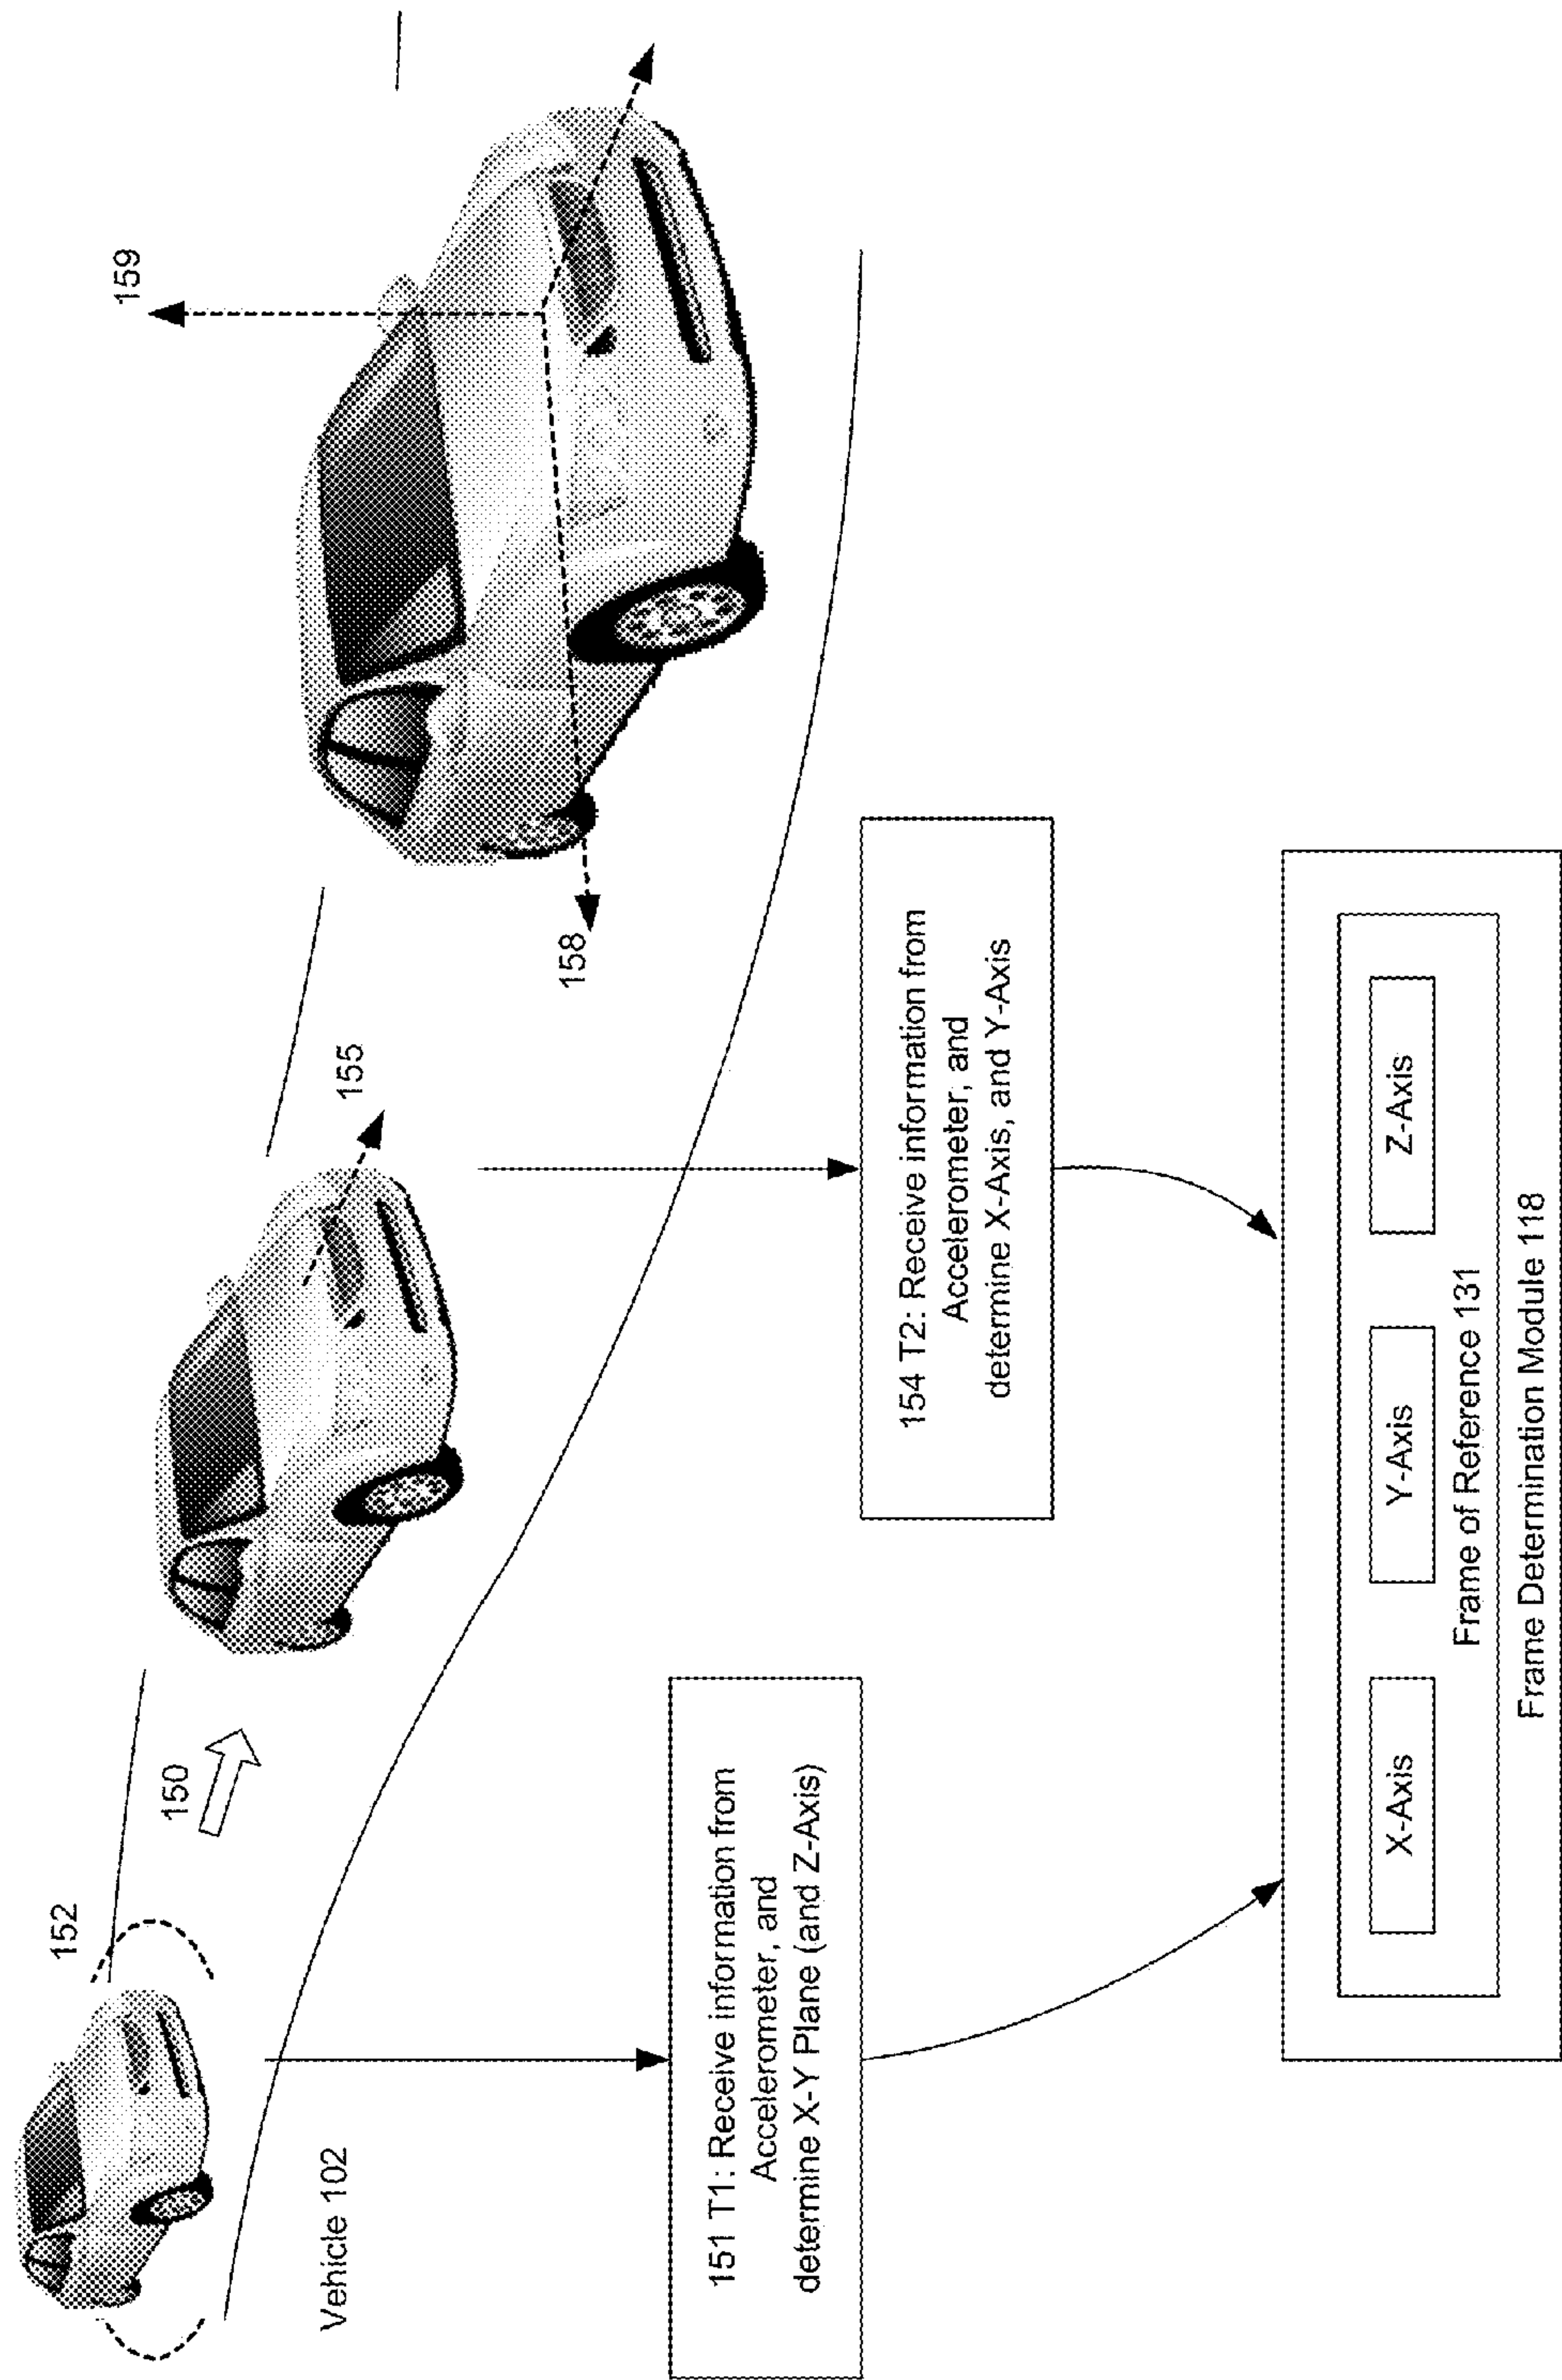 152
150
155
159
158
Vehicle 102
151 T1: Receive information from
Accelerometer, and
determine X-Y Plane (and Z-Axis)
154 T2: Receive information from
Accelerometer, and
determine X-Axis, and Y-Axis
X-Axis
Y-Axis
Z-Axis
Frame of Reference 131
Frame Determination Module 118